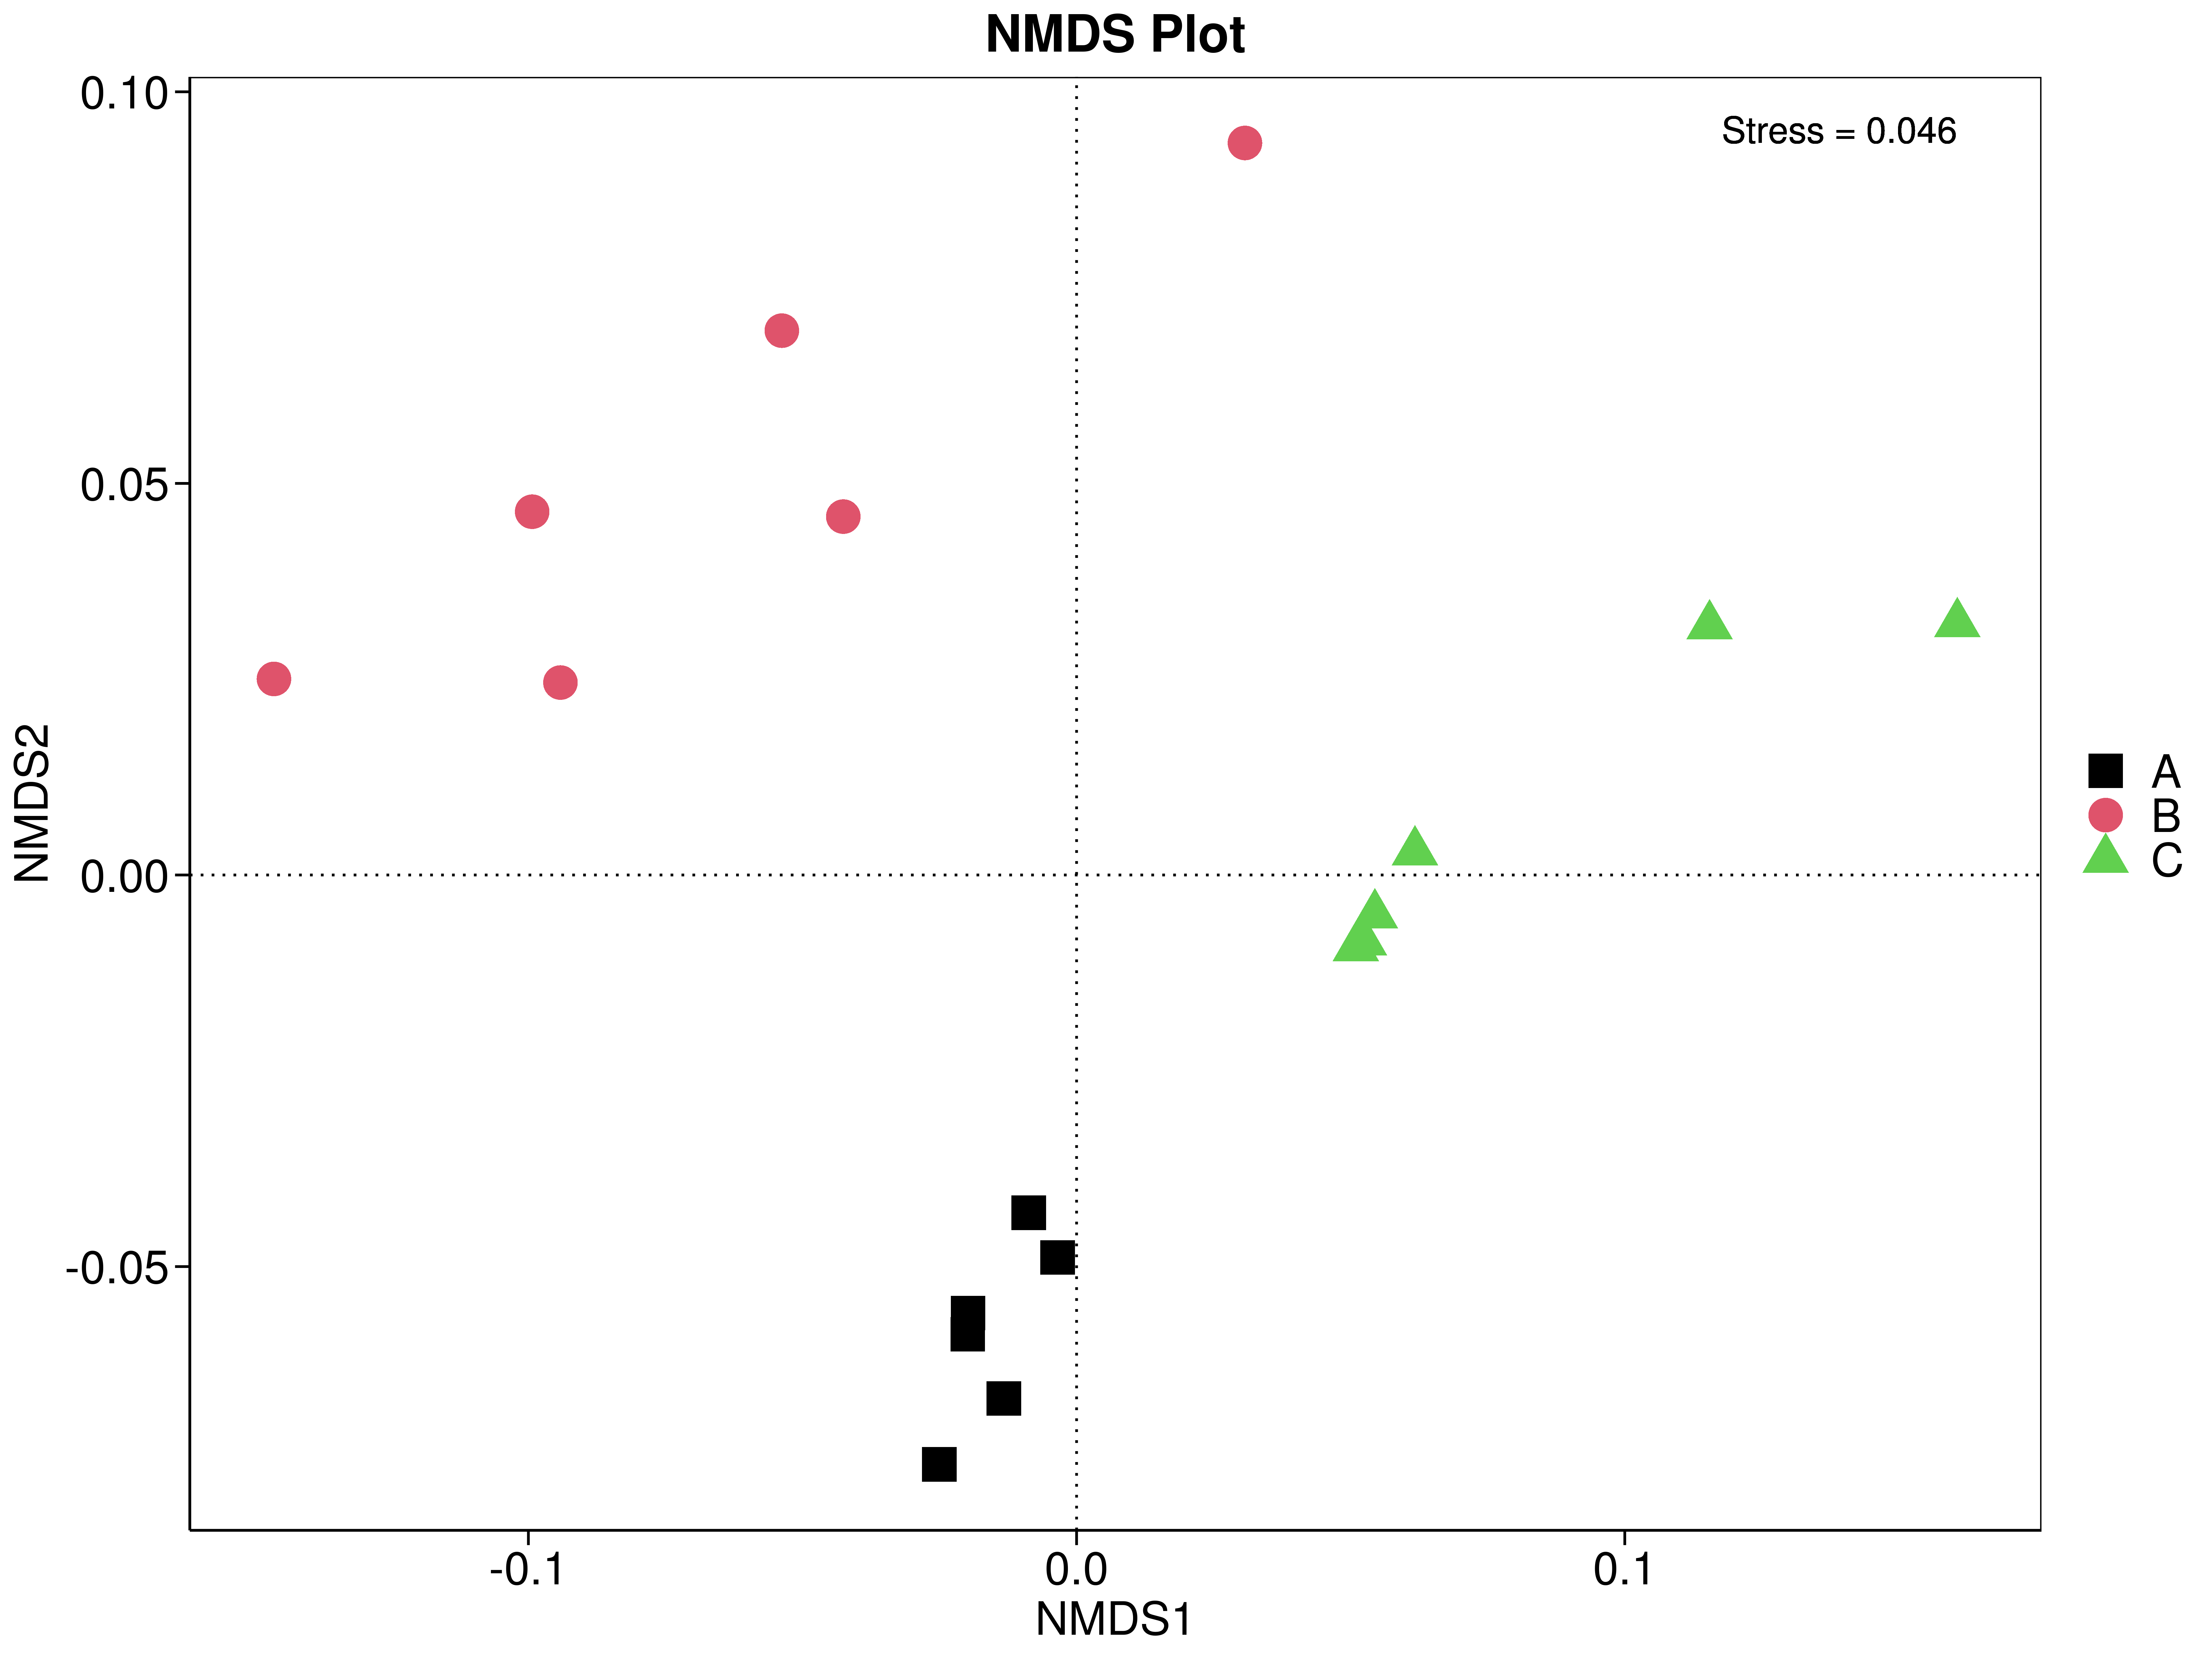 NMDS Plot
Stress = 0.046
0.10
0.05
0.00
-0.05
NMDS2
-0.1
0.0
0.1
NMDS1
A
B
C